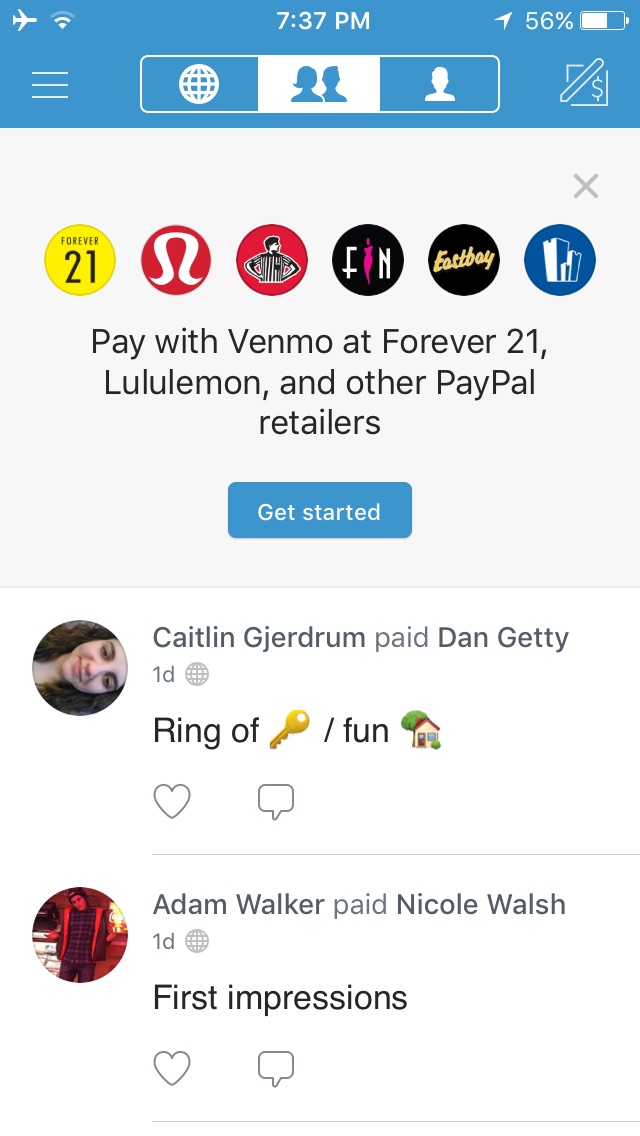 7:37 PM
56%
FOREVER
21
FIN
Eastbay
Pay with Venmo at Forever 21,
Lululemon, and other PayPal
retailers
Get started
Caitlin Gjerdrum paid Dan Getty
1d
Ring of 🔑 / fun 🏡
Adam Walker paid Nicole Walsh
1d
First impressions